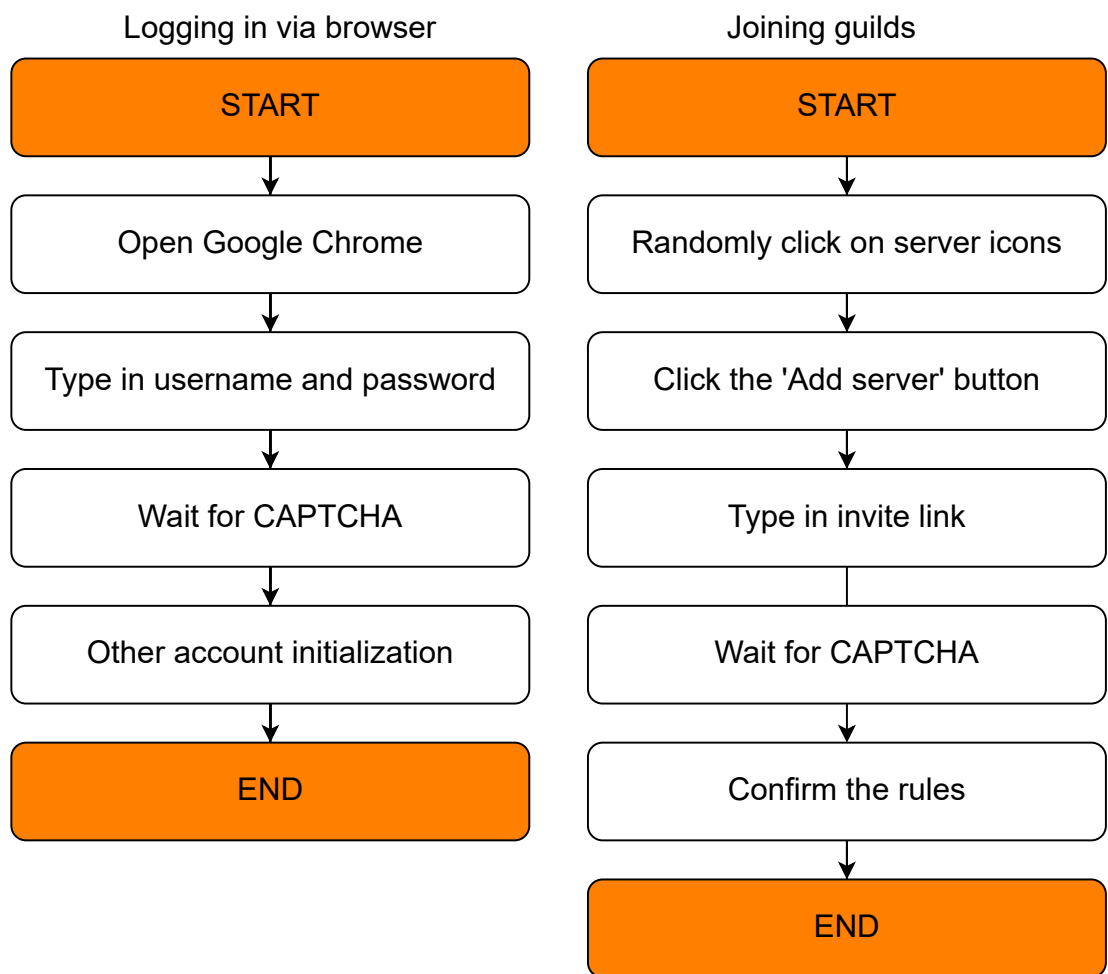 Logging in via browser
START
Open Google Chrome
Type in username and password
Wait for CAPTCHA
Other account initialization
END
Joining guilds
START
Randomly click on server icons
Click the 'Add server' button
Type in invite link
Wait for CAPTCHA
Confirm the rules
END